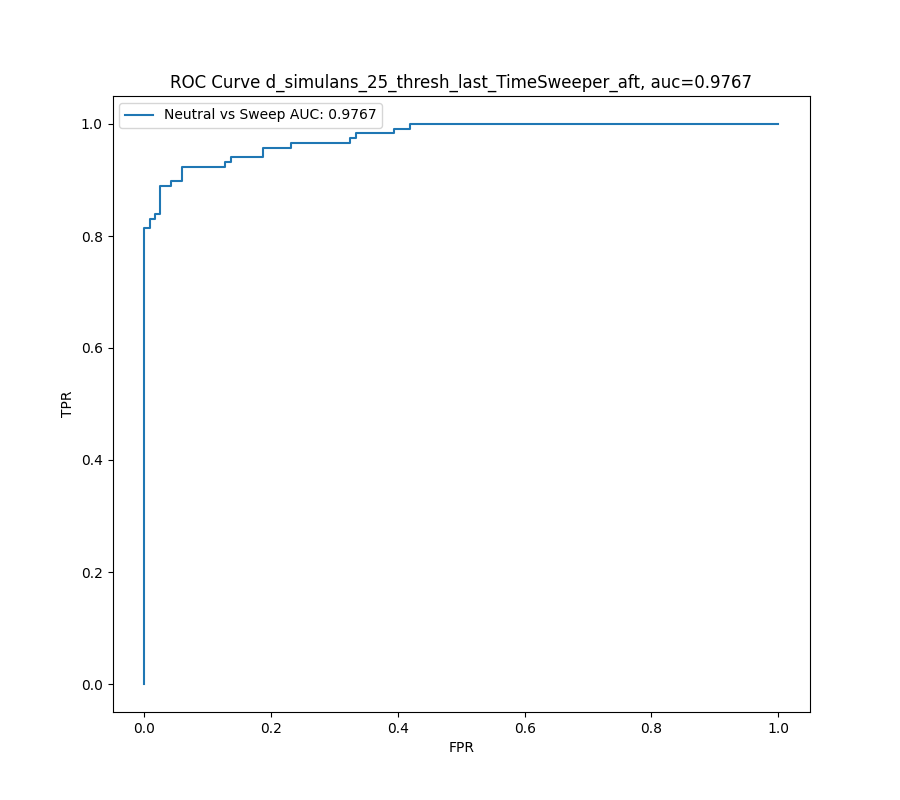 ROC Curve d_simulans_25_thresh_last_TimeSweeper_aft, auc=0.9767
Neutral vs Sweep AUC: 0.9767
1.0
0.8
0.6
0.4
0.2
0.0
TPR
0.0 0.2 0.4 0.6 0.8 1.0
FPR